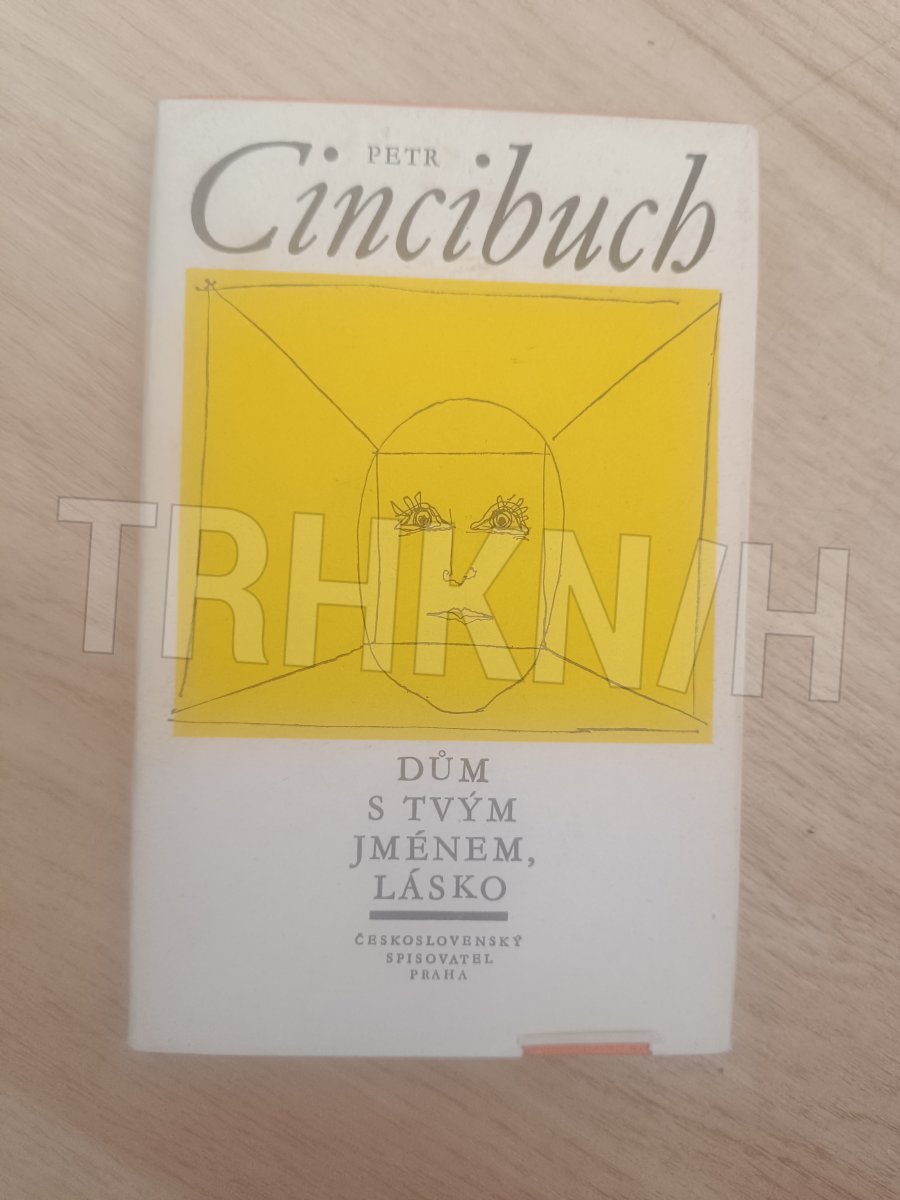 PETR
Cincibuch
TRHKNIH
DŮM
S TVÝM
JMÉNEM,
LÁSKO
ČESKOSLOVENSKÝ
SPISOVATEL
PRAHA